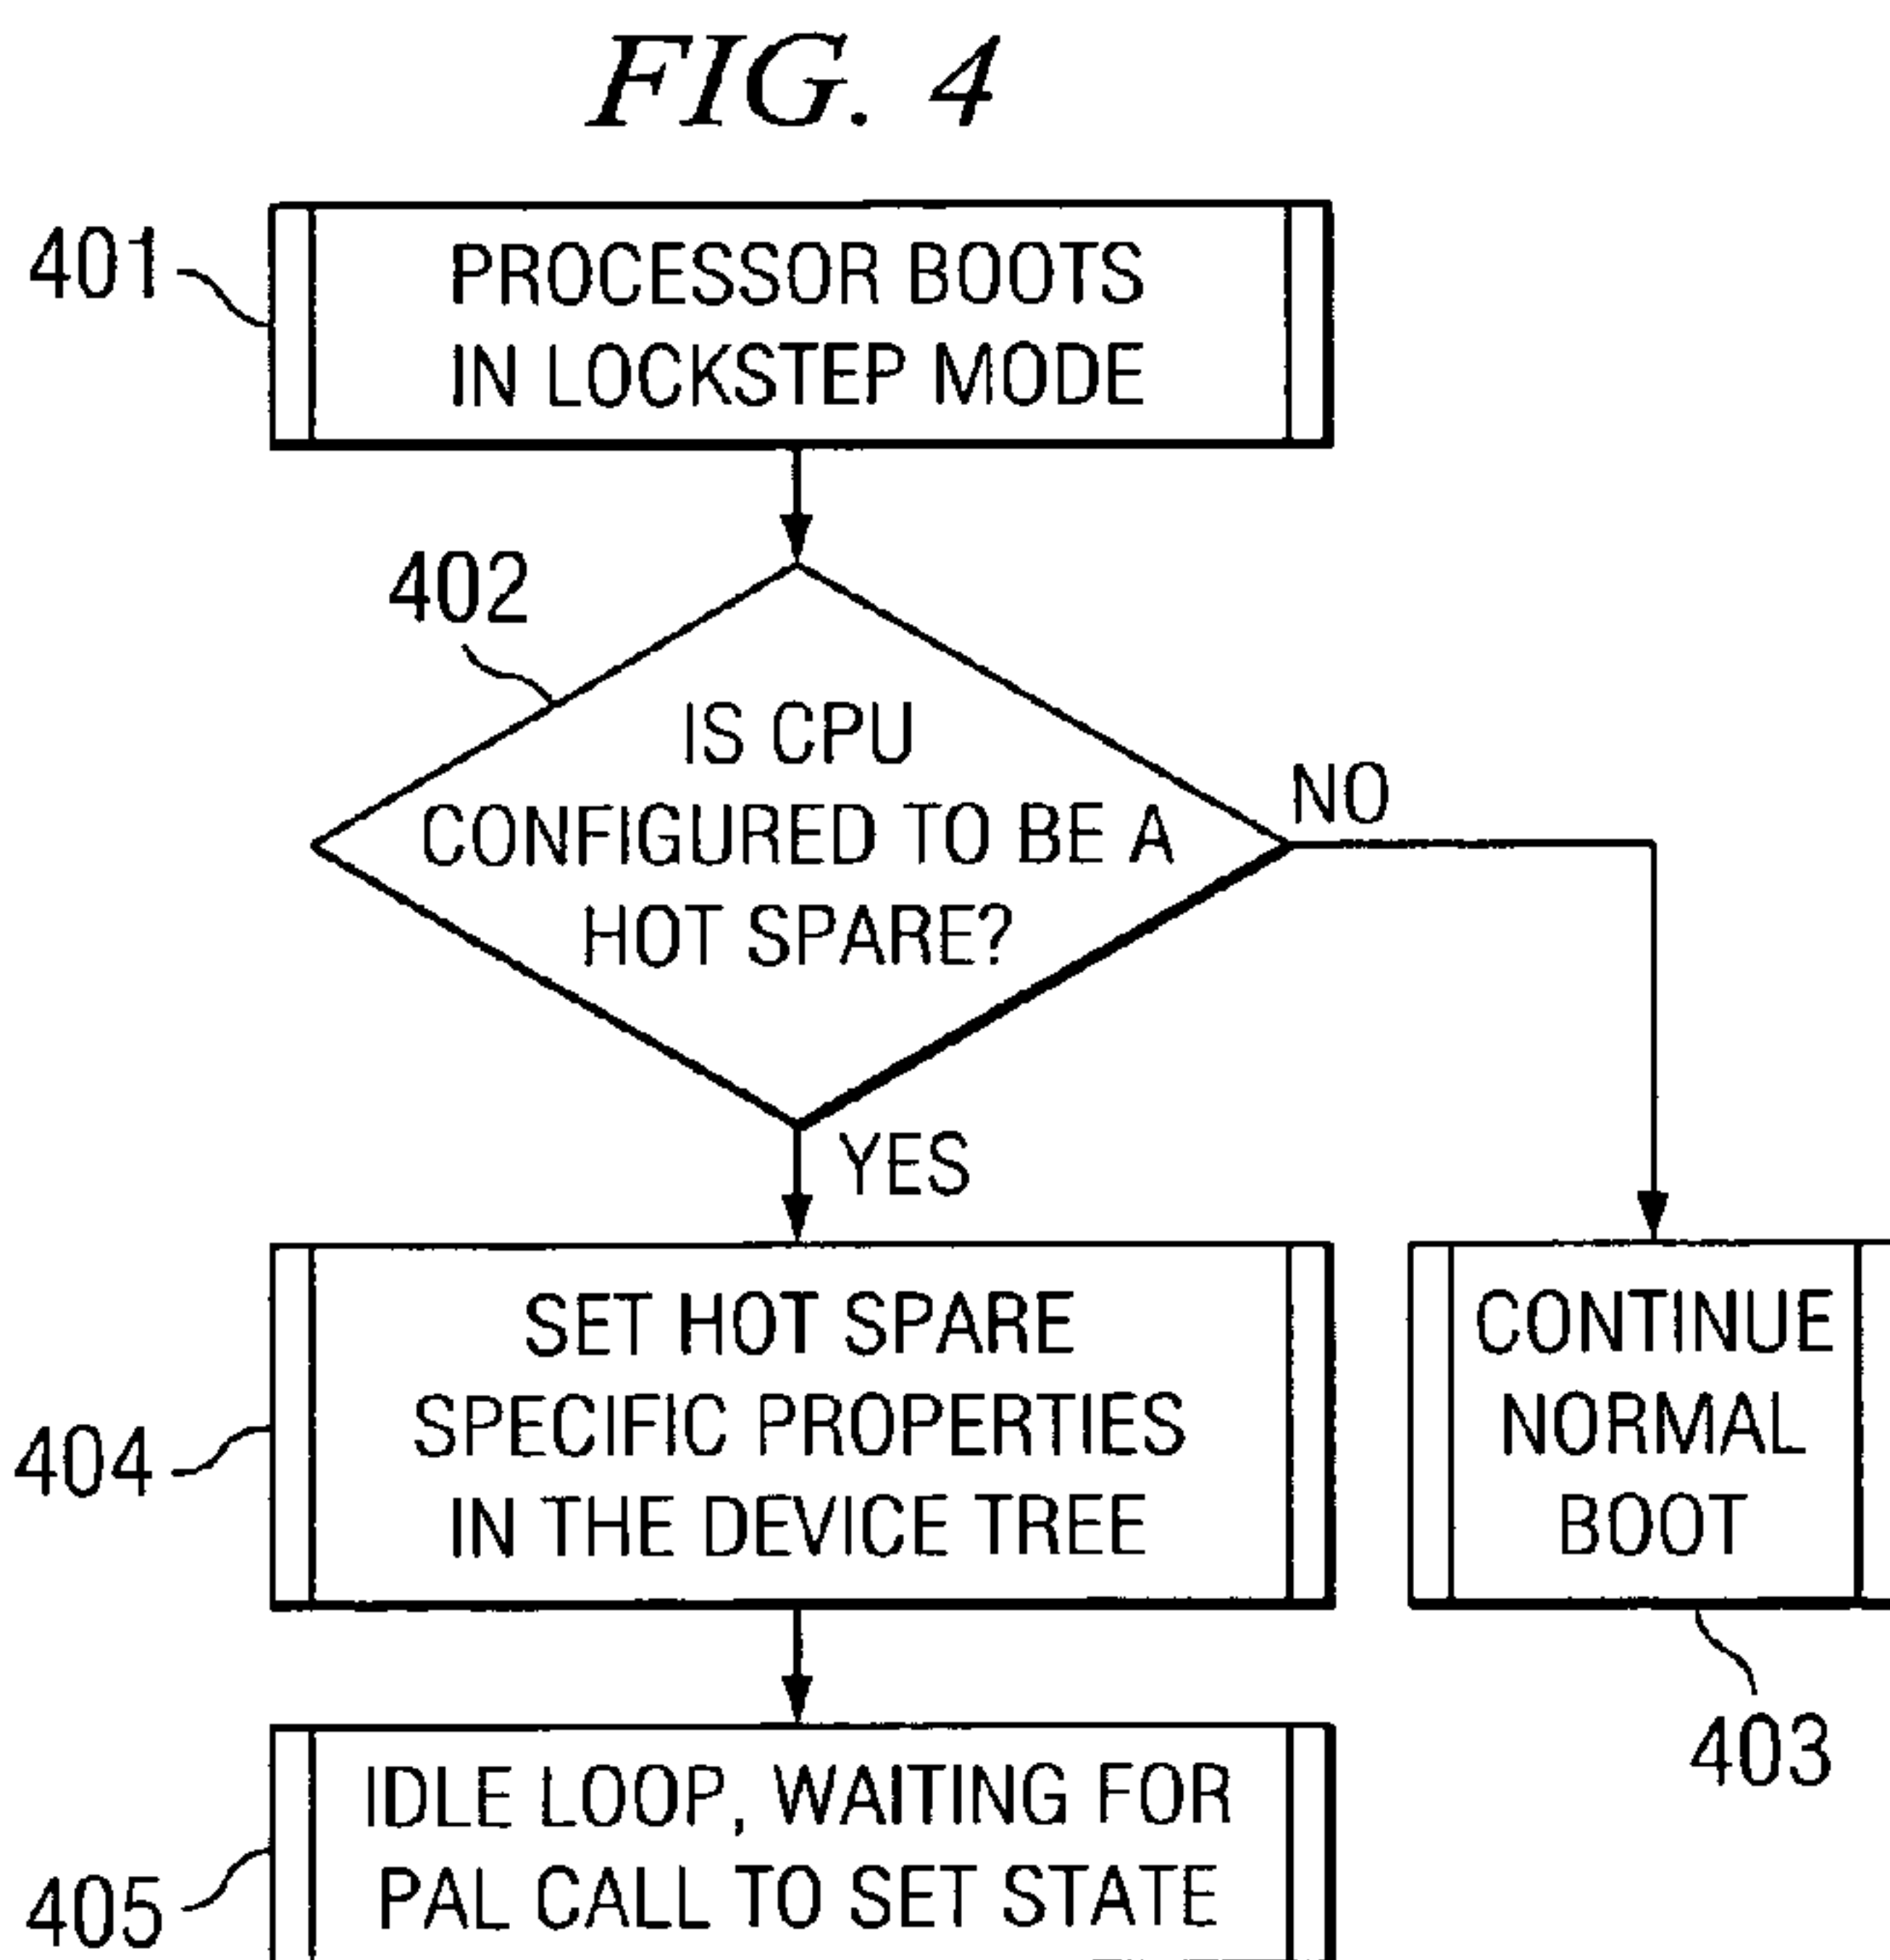 FIG. 4
401
PROCESSOR BOOTS
IN LOCKSTEP MODE
402
IS CPU
CONFIGURED TO BE A
HOT SPARE?
NO
YES
404
SET HOT SPARE
SPECIFIC PROPERTIES
IN THE DEVICE TREE
CONTINUE
NORMAL
BOOT
403
405
IDLE LOOP, WAITING FOR
PAL CALL TO SET STATE